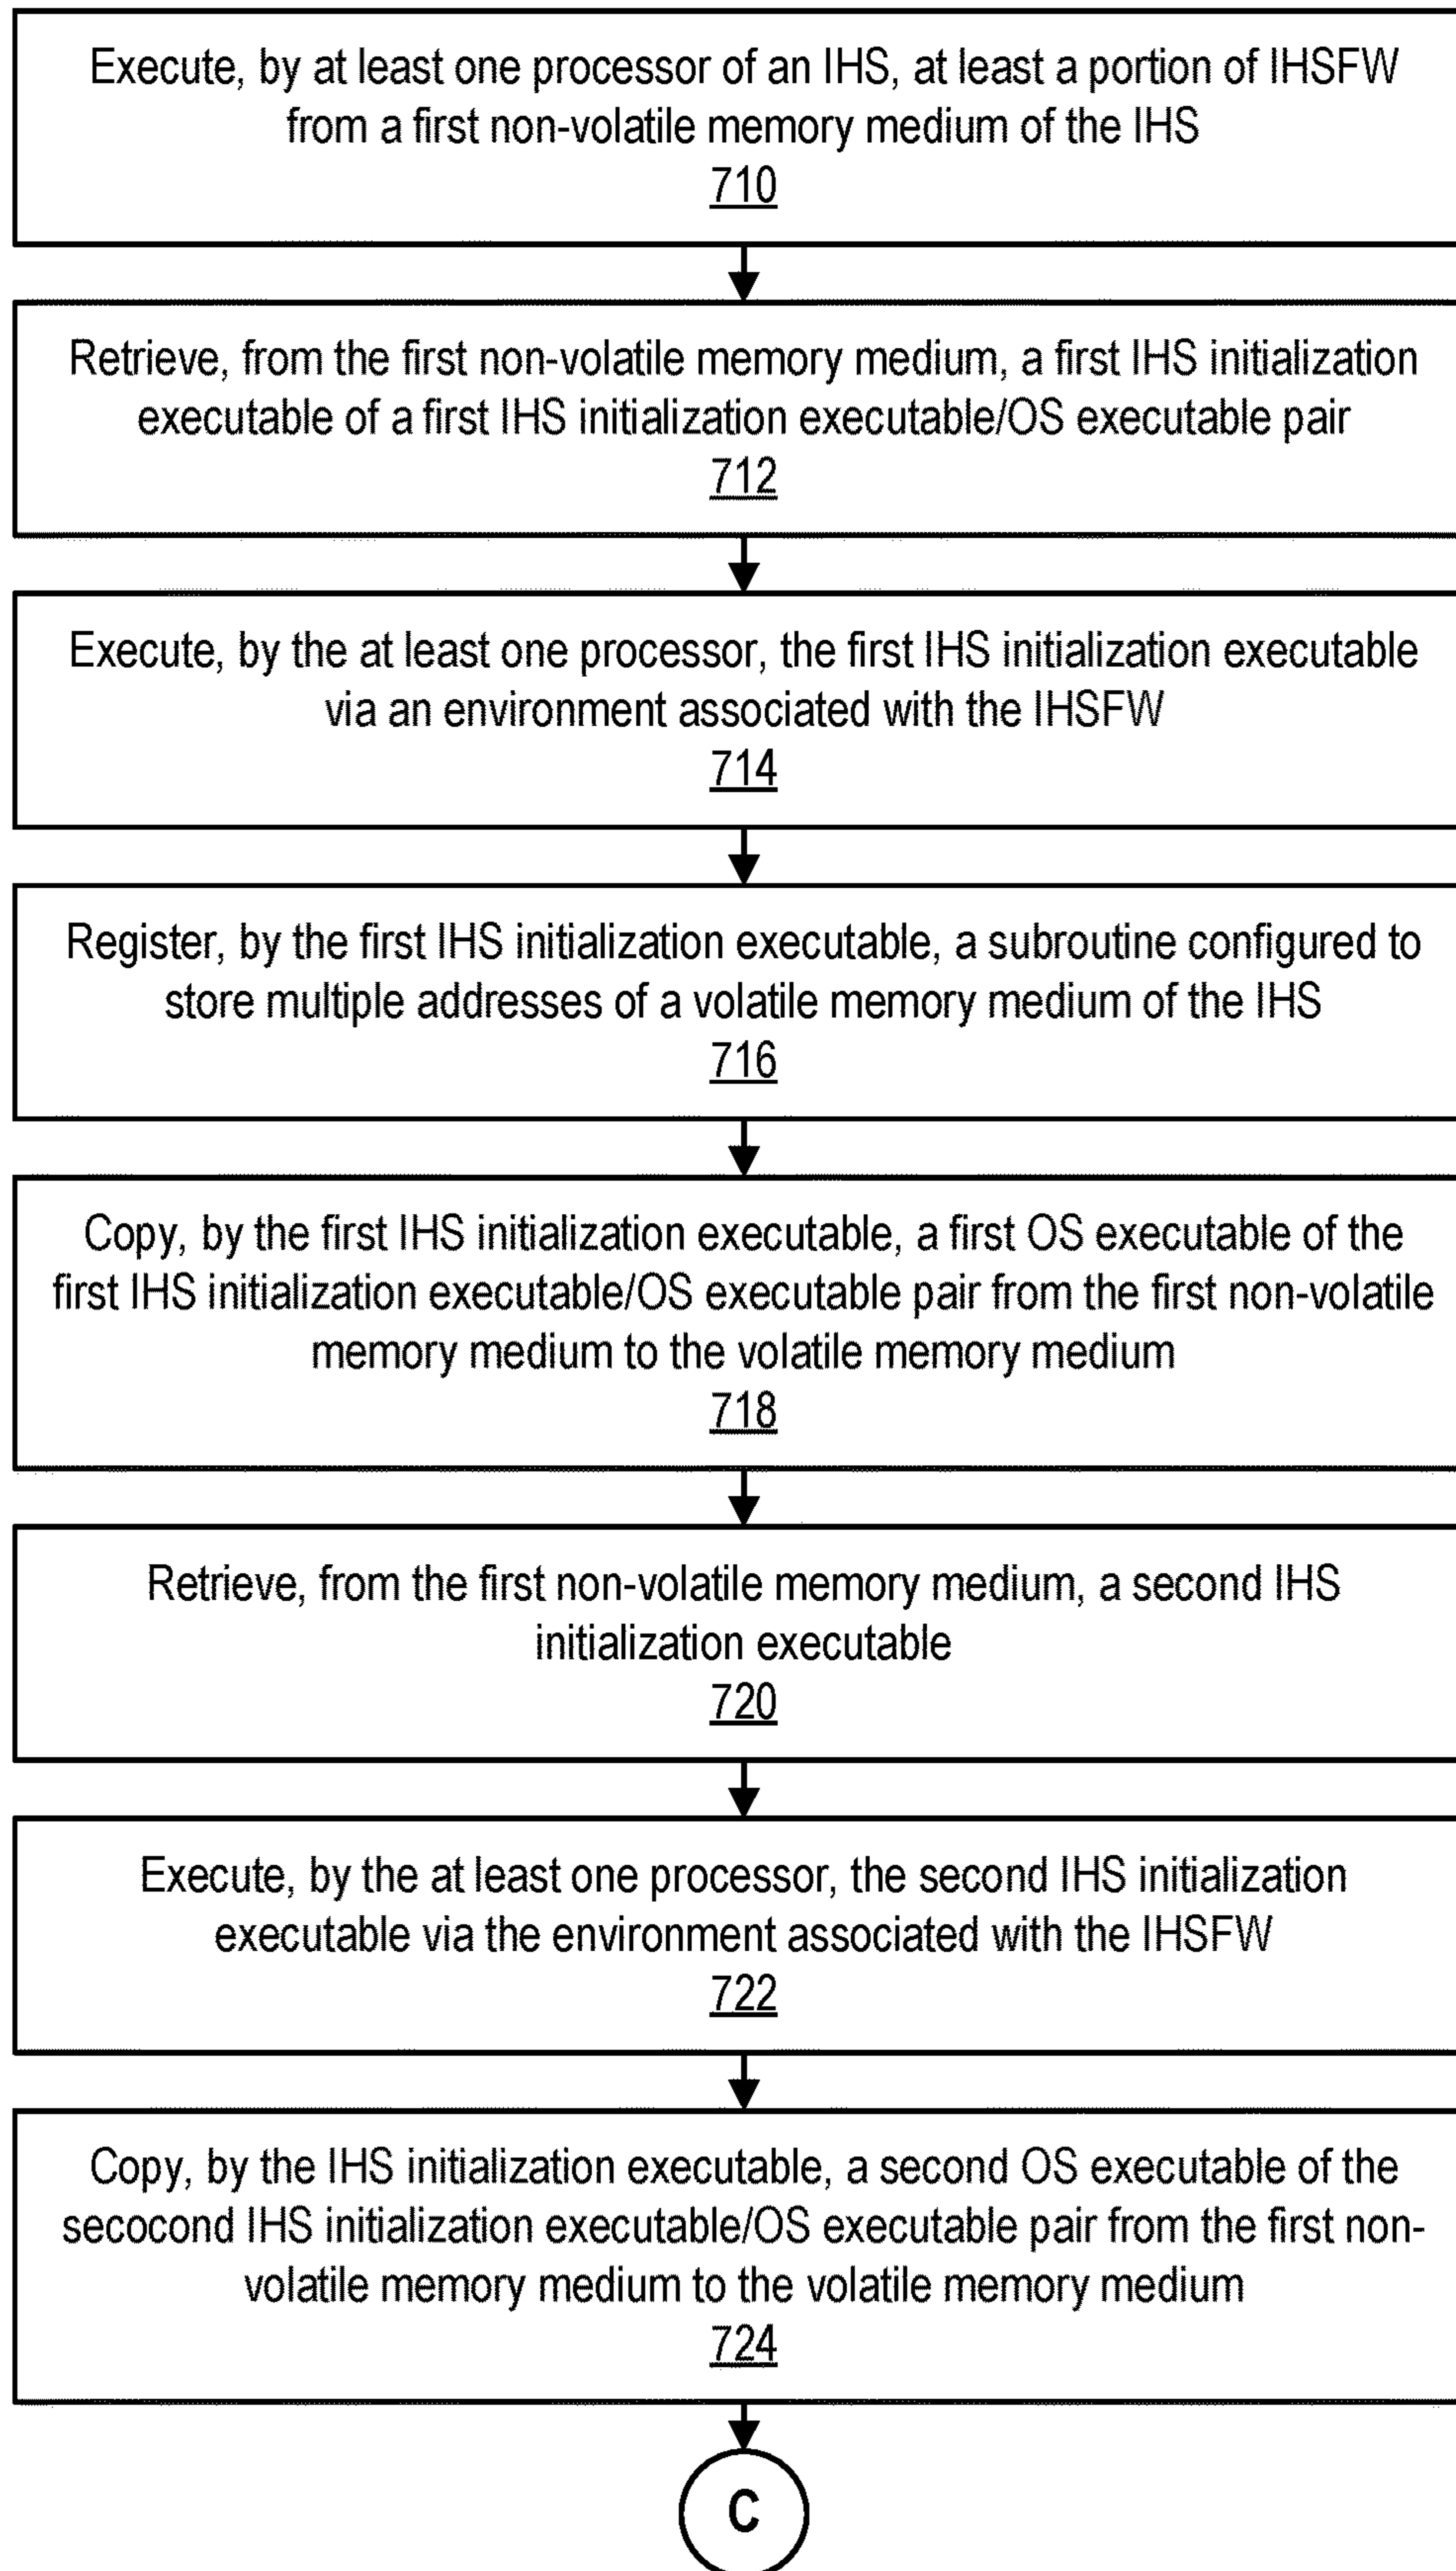 Execute, by at least one processor of an IHS, at least a portion of IHSFW
from a first non-volatile memory medium of the IHS
710
Retrieve, from the first non-volatile memory medium, a first IHS initialization
executable of a first IHS initialization executable/OS executable pair
712
Execute, by the at least one processor, the first IHS initialization executable
via an environment associated with the IHSFW
714
Register, by the first IHS initialization executable, a subroutine configured to
store multiple addresses of a volatile memory medium of the IHS
716
Copy, by the first IHS initialization executable, a first OS executable of the
first IHS initialization executable/OS executable pair from the first non-volatile
memory medium to the volatile memory medium
718
Retrieve, from the first non-volatile memory medium, a second IHS
initialization executable
720
Execute, by the at least one processor, the second IHS initialization
executable via the environment associated with the IHSFW
722
Copy, by the IHS initialization executable, a second OS executable of the
secocond IHS initialization executable/OS executable pair from the first non-
volatile memory medium to the volatile memory medium
724
C